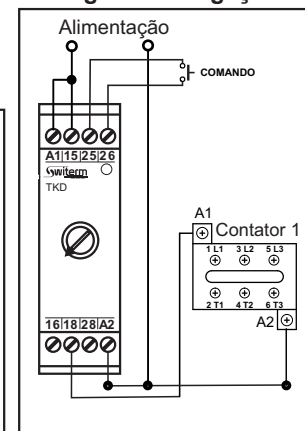 Alimentação
COMANDO
A1 15 25 26
Switerm
TKD
A1
Contator 1
1 L1 3 L2 5 L3
2 T1 4 T2 6 T3
16 18 28 A2
A2